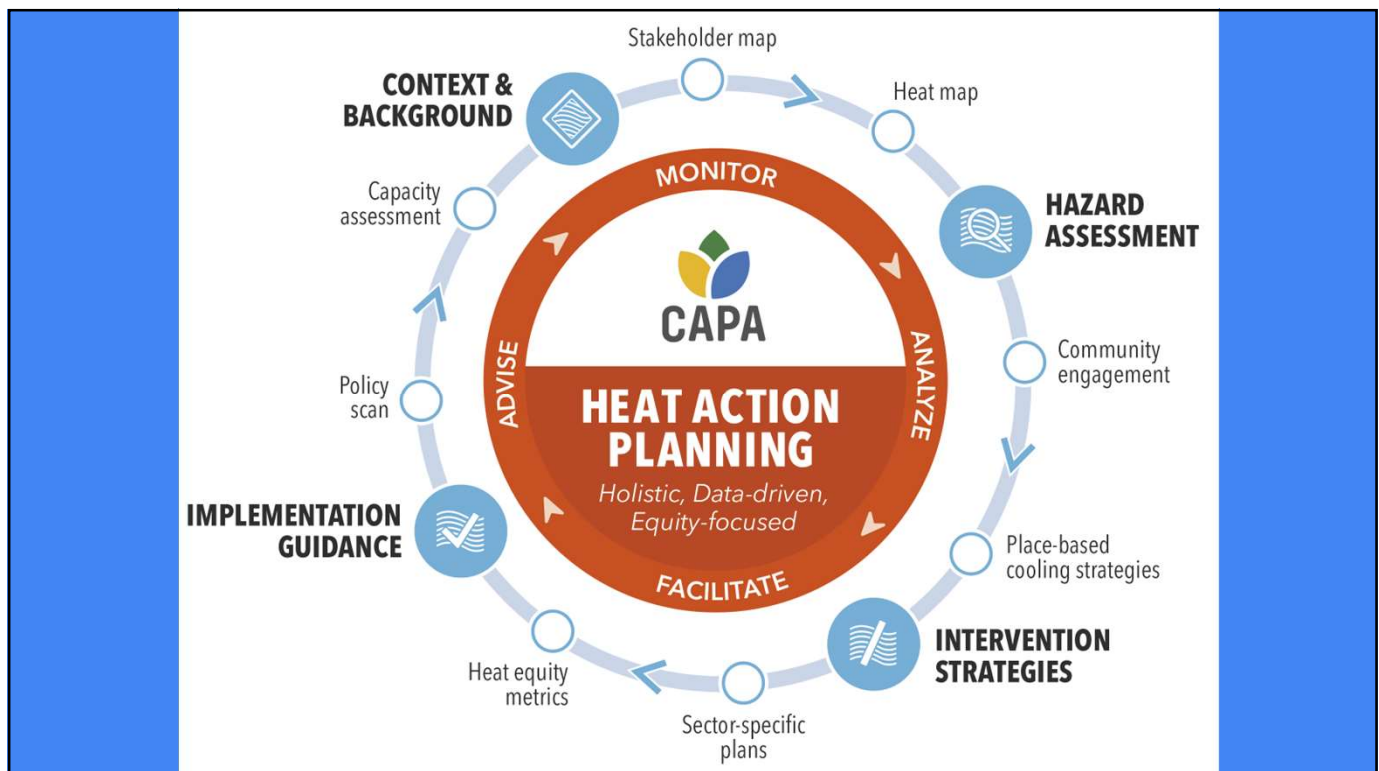 Stakeholder map
CONTEXT &
BACKGROUND
Heat map
MONITOR
Capacity
assessment
HAZARD
ASSESSMENT
CAPA
ADVISE
ANALYZE
Community
engagement
Policy
scan
HEAT ACTION
PLANNING
Holistic, Data-driven,
Equity-focused
IMPLEMENTATION
GUIDANCE
Place-based
cooling strategies
FACILITATE
INTERVENTION
STRATEGIES
Heat equity
metrics
Sector-specific
plans